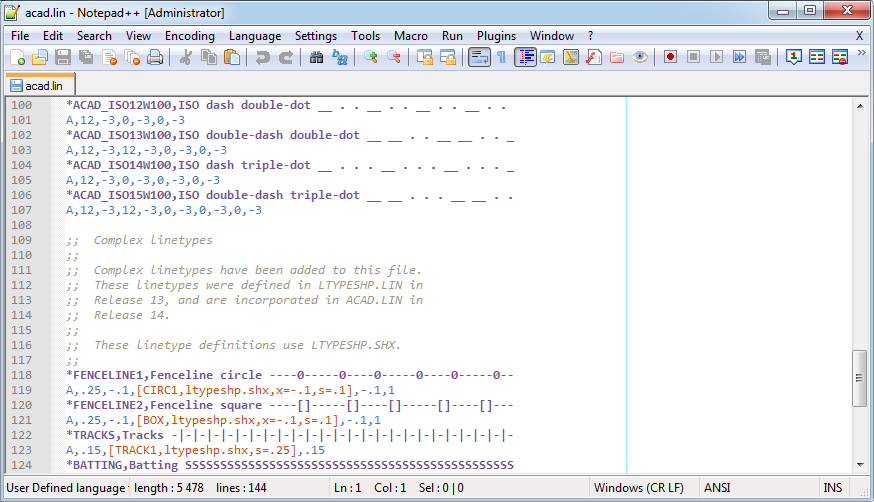 acad.lin - Notepad++ [Administrator]
File Edit Search View Encoding Language Settings Tools Macro Run Plugins Window ? X
acad.lin
100 *ACAD_ISO12W100,ISO dash double-dot __ . . __ . . __ . . __ . .
101 A,12,-3,0,-3,0,-3
102 *ACAD_ISO13W100,ISO double-dash double-dot __ __ . . __ __ . . _
103 A,12,-3,12,-3,0,-3,0,-3
104 *ACAD_ISO14W100,ISO dash triple-dot __ . . . __ . . . __ . . . _
105 A,12,-3,0,-3,0,-3,0,-3
106 *ACAD_ISO15W100,ISO double-dash triple-dot __ __ . . . __ __ . .
107 A,12,-3,12,-3,0,-3,0,-3,0,-3
108
109 ;; Complex linetypes
110 ;;
111 ;; Complex linetypes have been added to this file.
112 ;; These linetypes were defined in LTYPESHP.LIN in
113 ;; Release 13, and are incorporated in ACAD.LIN in
114 ;; Release 14.
115 ;;
116 ;; These linetype definitions use LTYPESHP.SHX.
117 ;;
118 *FENCELINE1,Fenceline circle ----0-----0----0-----0----0-----0--
119 A,.25,-.1,[CIRC1,ltypeshp.shx,x=-.1,s=.1],-.1,1
120 *FENCELINE2,Fenceline square ----[]-----[]----[]-----[]----[]---
121 A,.25,-.1,[BOX,ltypeshp.shx,x=-.1,s=.1],-.1,1
122 *TRACKS,Tracks -|-|-|-|-|-|-|-|-|-|-|-|-|-|-|-|-|-|-|-|-|-|-|-|-
123 A,.15,[TRACK1,ltypeshp.shx,s=.25],.15
124 *BATTING,Batting SSSSSSSSSSSSSSSSSSSSSSSSSSSSSSSSSSSSSSSSSSSSSSS
User Defined language length : 5 478 lines : 144 Ln : 1 Col : 1 Sel : 0 | 0 Windows (CR LF) ANSI INS